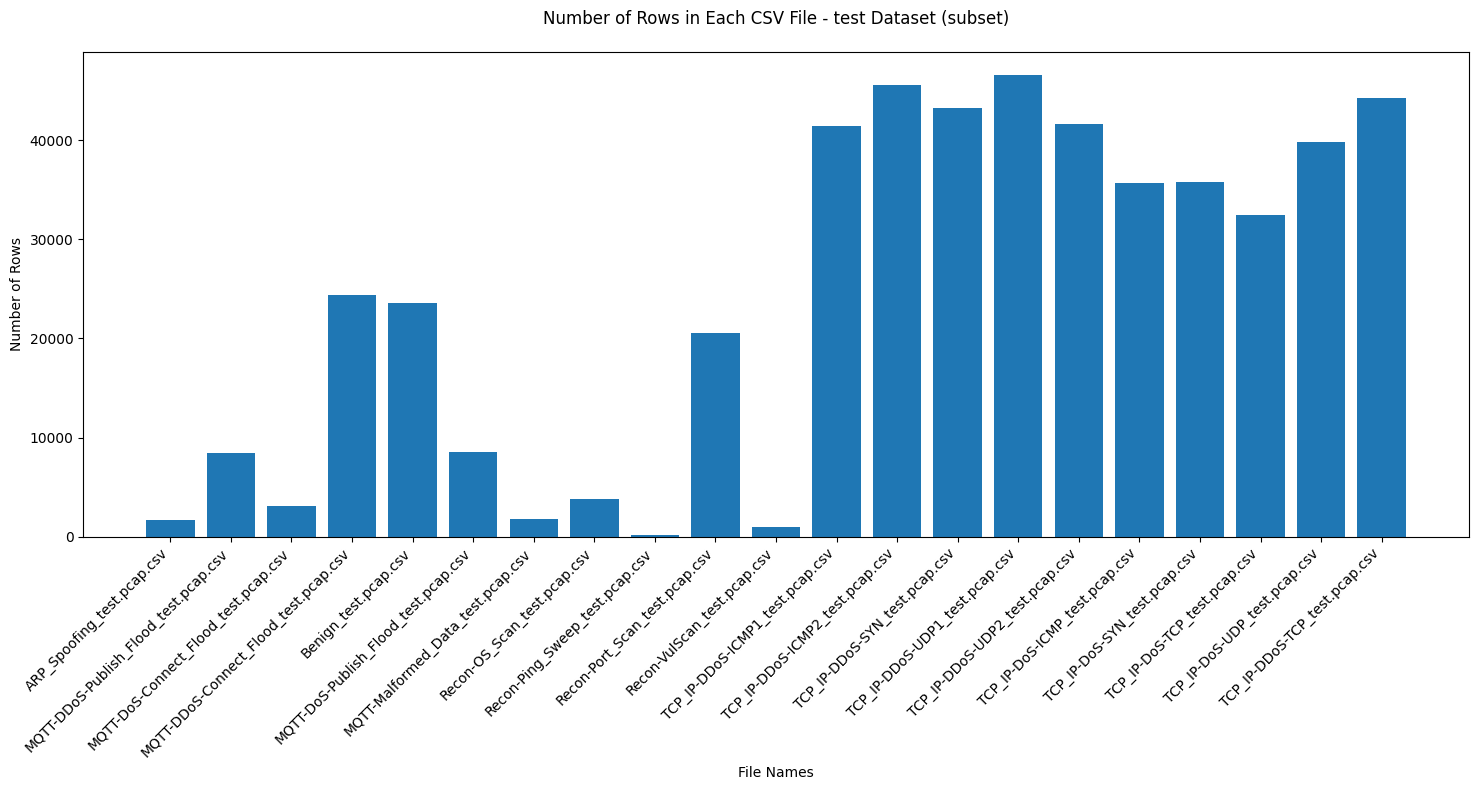 Number of Rows in Each CSV File - test Dataset (subset)
Number of Rows
40000
30000
20000
10000
0
ARP_Spoofing_test.pcap.csv
MQTT-DDoS-Publish_Flood_test.pcap.csv
MQTT-DoS-Connect_Flood_test.pcap.csv
MQTT-DDoS-Connect_Flood_test.pcap.csv
Benign_test.pcap.csv
MQTT-DoS-Publish_Flood_test.pcap.csv
MQTT-Malformed_Data_test.pcap.csv
Recon-OS_Scan_test.pcap.csv
Recon-Ping_Sweep_test.pcap.csv
Recon-Port_Scan_test.pcap.csv
Recon-VulScan_test.pcap.csv
TCP_IP-DDoS-ICMP1_test.pcap.csv
TCP_IP-DDoS-ICMP2_test.pcap.csv
TCP_IP-DDoS-SYN_test.pcap.csv
TCP_IP-DDoS-UDP1_test.pcap.csv
TCP_IP-DDoS-UDP2_test.pcap.csv
TCP_IP-DoS-ICMP_test.pcap.csv
TCP_IP-DoS-SYN_test.pcap.csv
TCP_IP-DoS-TCP_test.pcap.csv
TCP_IP-DoS-UDP_test.pcap.csv
TCP_IP-DDoS-TCP_test.pcap.csv
File Names